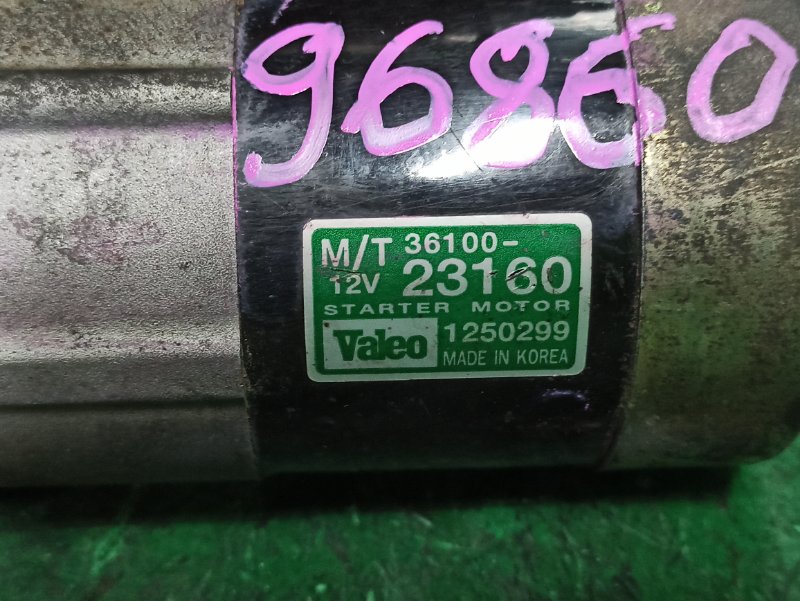 96860
M/T 36100-
12V 23160
STARTER MOTOR
Valeo 1250299
MADE IN KOREA